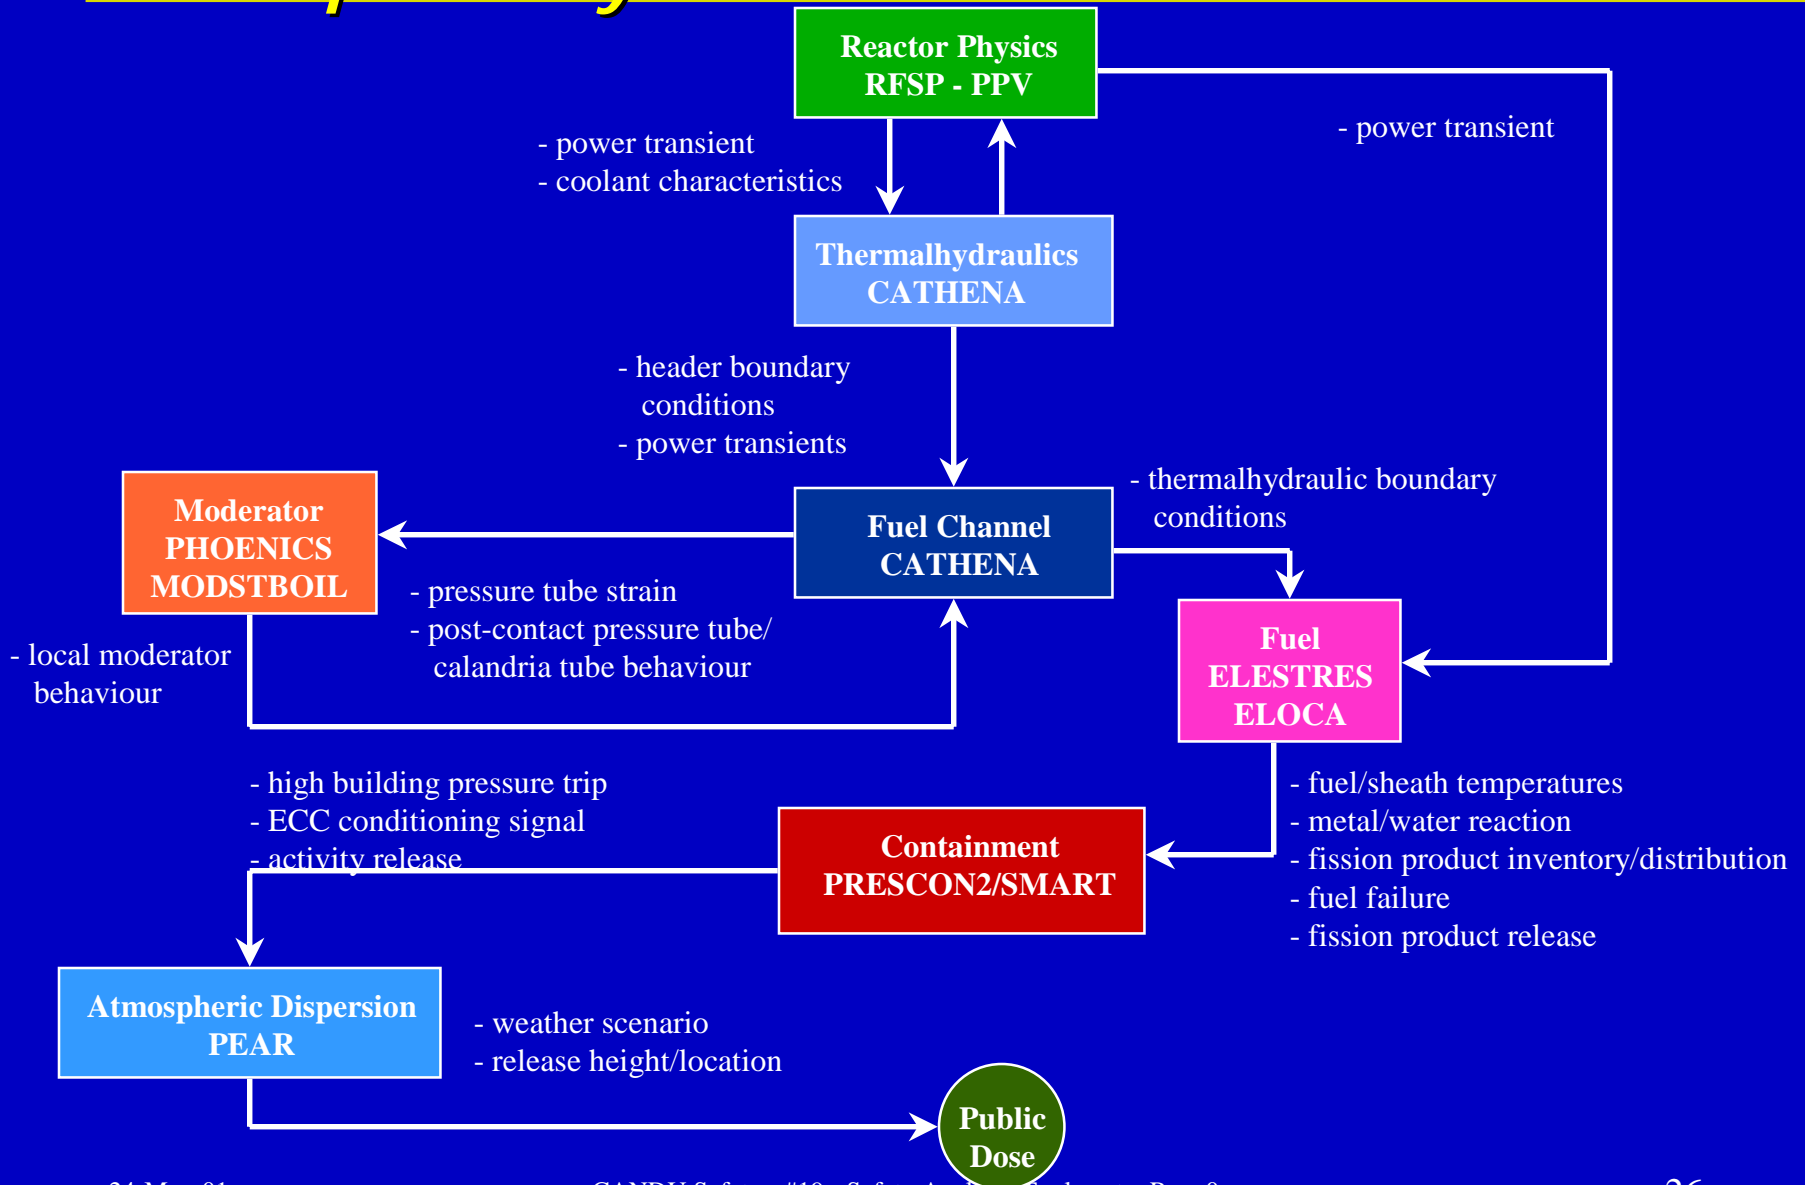 Reactor Physics
RFSP - PPV
- power transient
- coolant characteristics
- power transient
Thermalhydraulics
CATHENA
- header boundary
conditions
- power transients
- thermalhydraulic boundary
conditions
Moderator
PHOENICS
MODSTBOIL
Fuel Channel
CATHENA
- pressure tube strain
- post-contact pressure tube/
calandria tube behaviour
- local moderator
behaviour
Fuel
ELESTRES
ELOCA
- high building pressure trip
- ECC conditioning signal
- activity release
Containment
PRESCON2/SMART
- fuel/sheath temperatures
- metal/water reaction
- fission product inventory/distribution
- fuel failure
- fission product release
Atmospheric Dispersion
PEAR
- weather scenario
- release height/location
Public
Dose